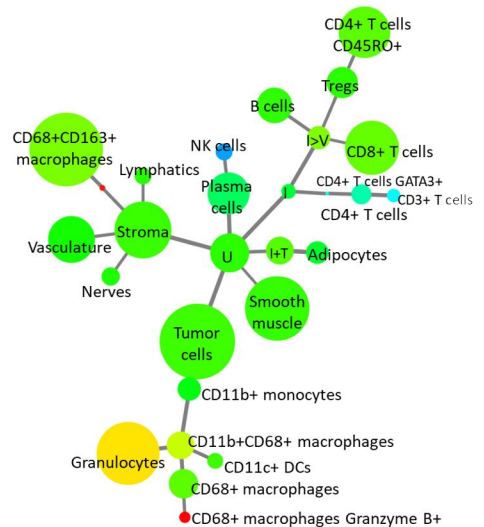 CD4+ T cells
CD45RO+
Tregs
B cells
I>V
CD8+ T cells
NK cells
CD68+CD163+
macrophages
Lymphatics
Plasma
cells
I
CD4+ T cells GATA3+
CD3+ T cells
CD4+ T cells
Stroma
Vasculature
U
I+T
Adipocytes
Nerves
Smooth
muscle
Tumor
cells
CD11b+ monocytes
CD11b+CD68+ macrophages
Granulocytes
CD11c+ DCs
CD68+ macrophages
CD68+ macrophages Granzyme B+